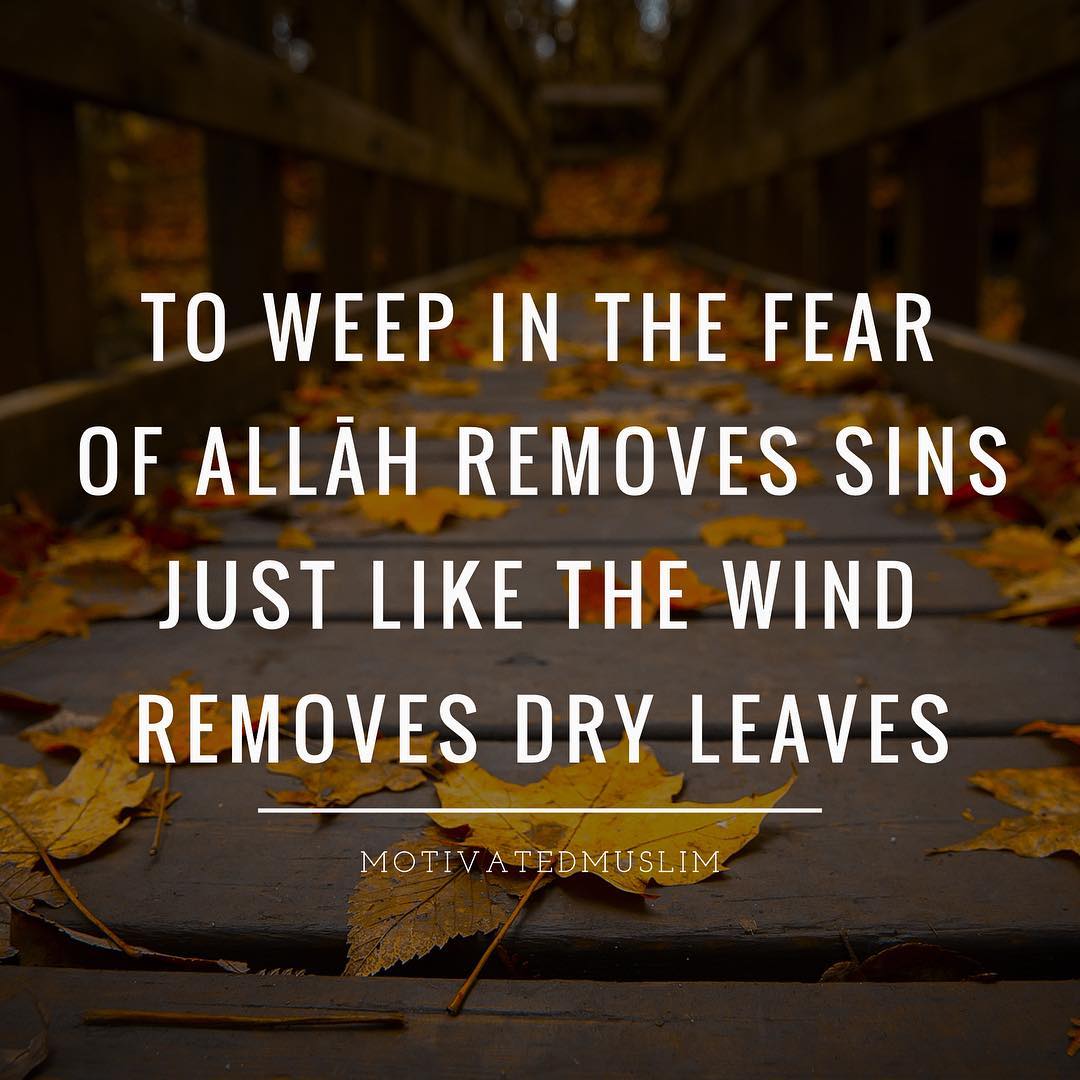 TO WEEP IN THE FEAR
OF ALLĀH REMOVES SINS
JUST LIKE THE WIND
REMOVES DRY LEAVES
MOTIVATEDMUSLIM